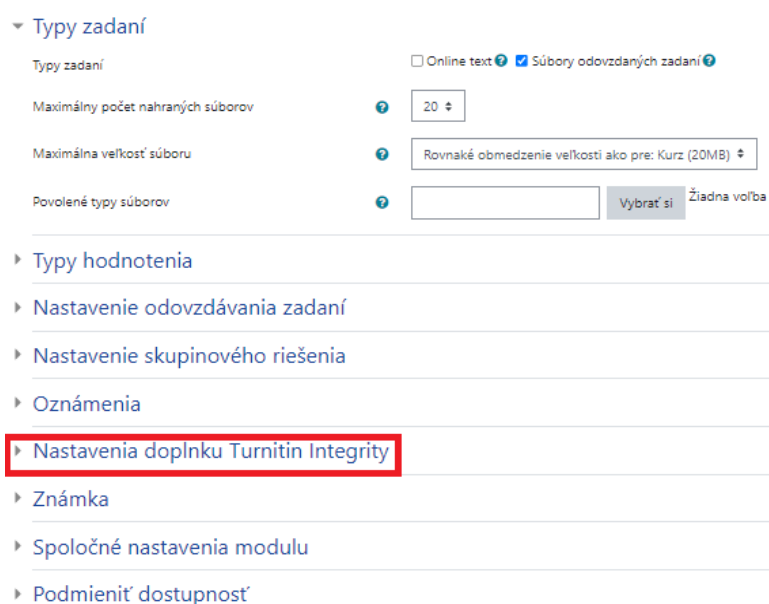 Typy zadaní
Typy zadaní Online text Súbory odovzdaných zadaní
Maximálny počet nahraných súborov 20
Maximálna veľkosť súboru Rovnaké obmedzenie veľkosti ako pre: Kurz (20MB)
Povolené typy súborov Vybrať si Žiadna voľba
Typy hodnotenia
Nastavenie odovzdávania zadaní
Nastavenie skupinového riešenia
Oznámenia
Nastavenia doplnku Turnitin Integrity
Známka
Spoločné nastavenia modulu
Podmieniť dostupnosť